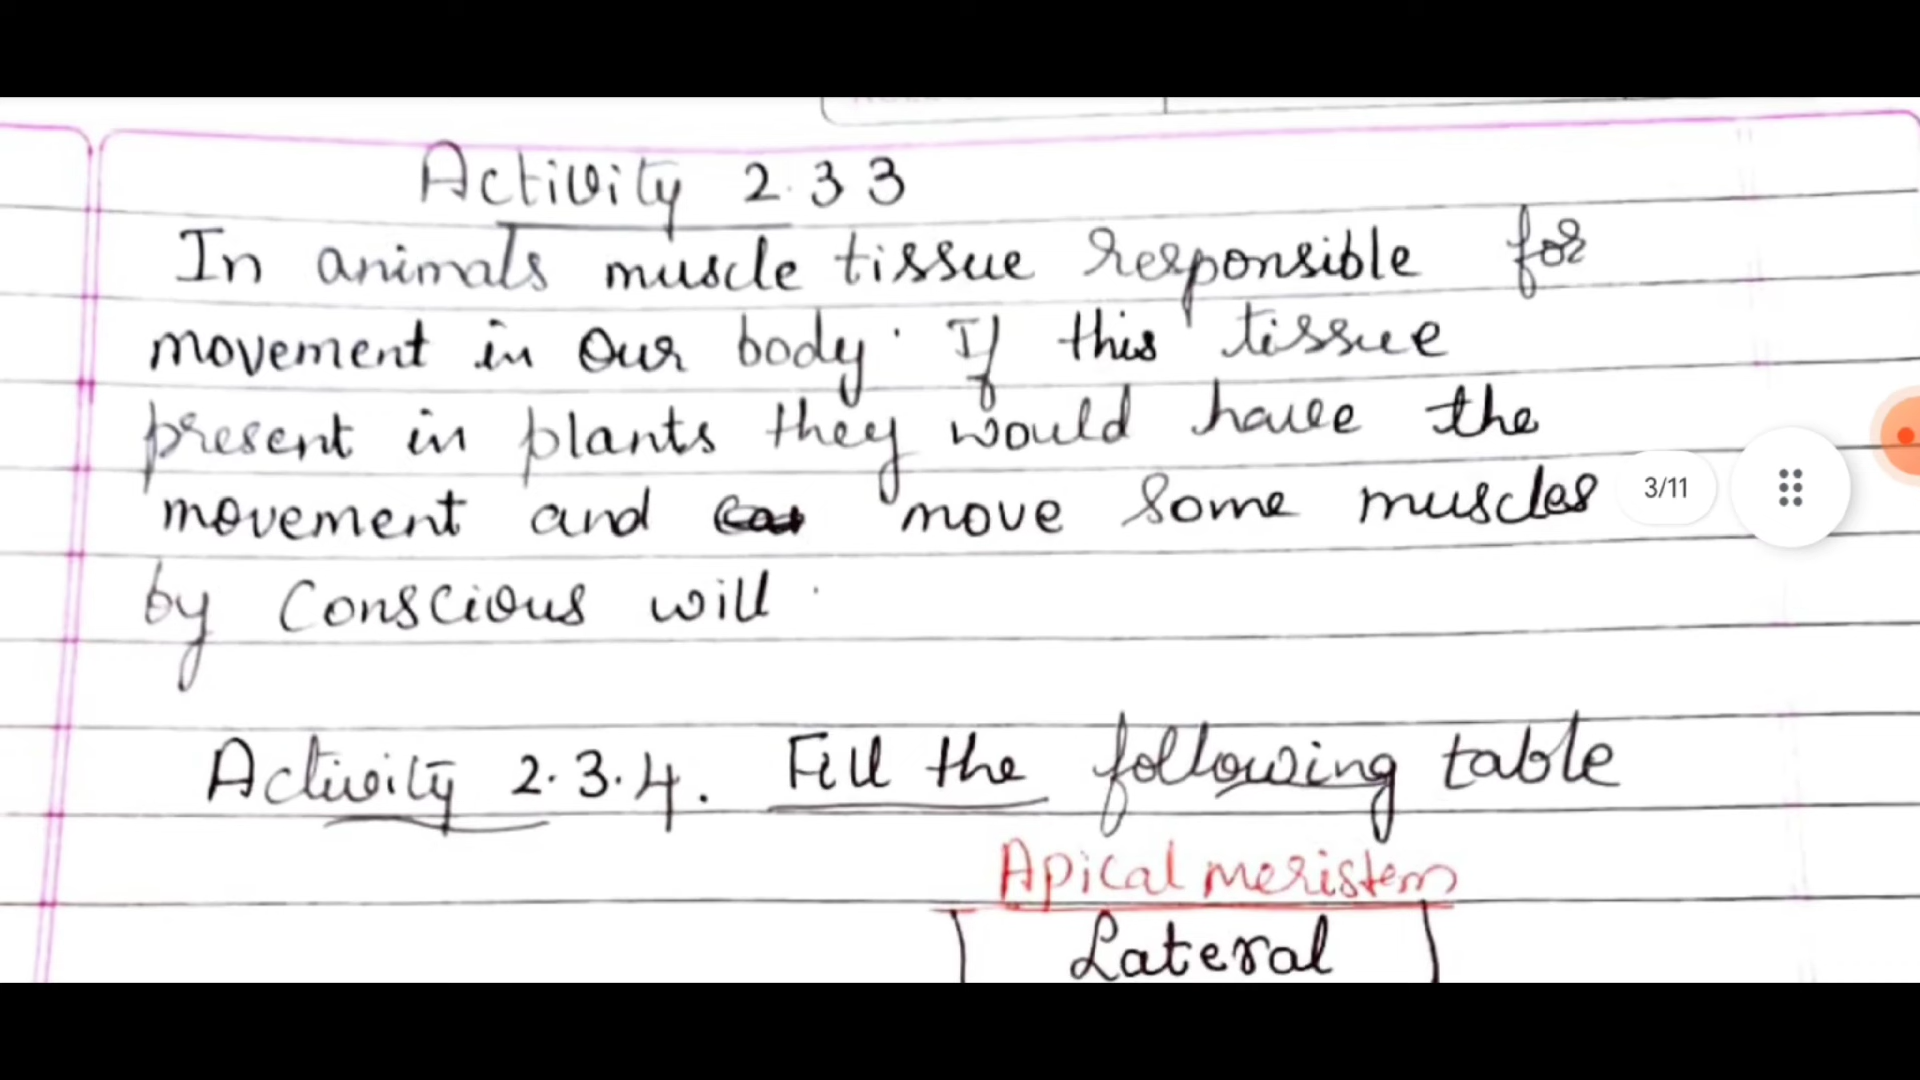 Activity 2.33
In animals muscle tissue responsible for
movement in our body. If this tissue
present in plants they would have the
movement and move some muscles
3/11
by conscious will.
Activity 2.3.4. Fill the following table
Apical meristem
Lateral